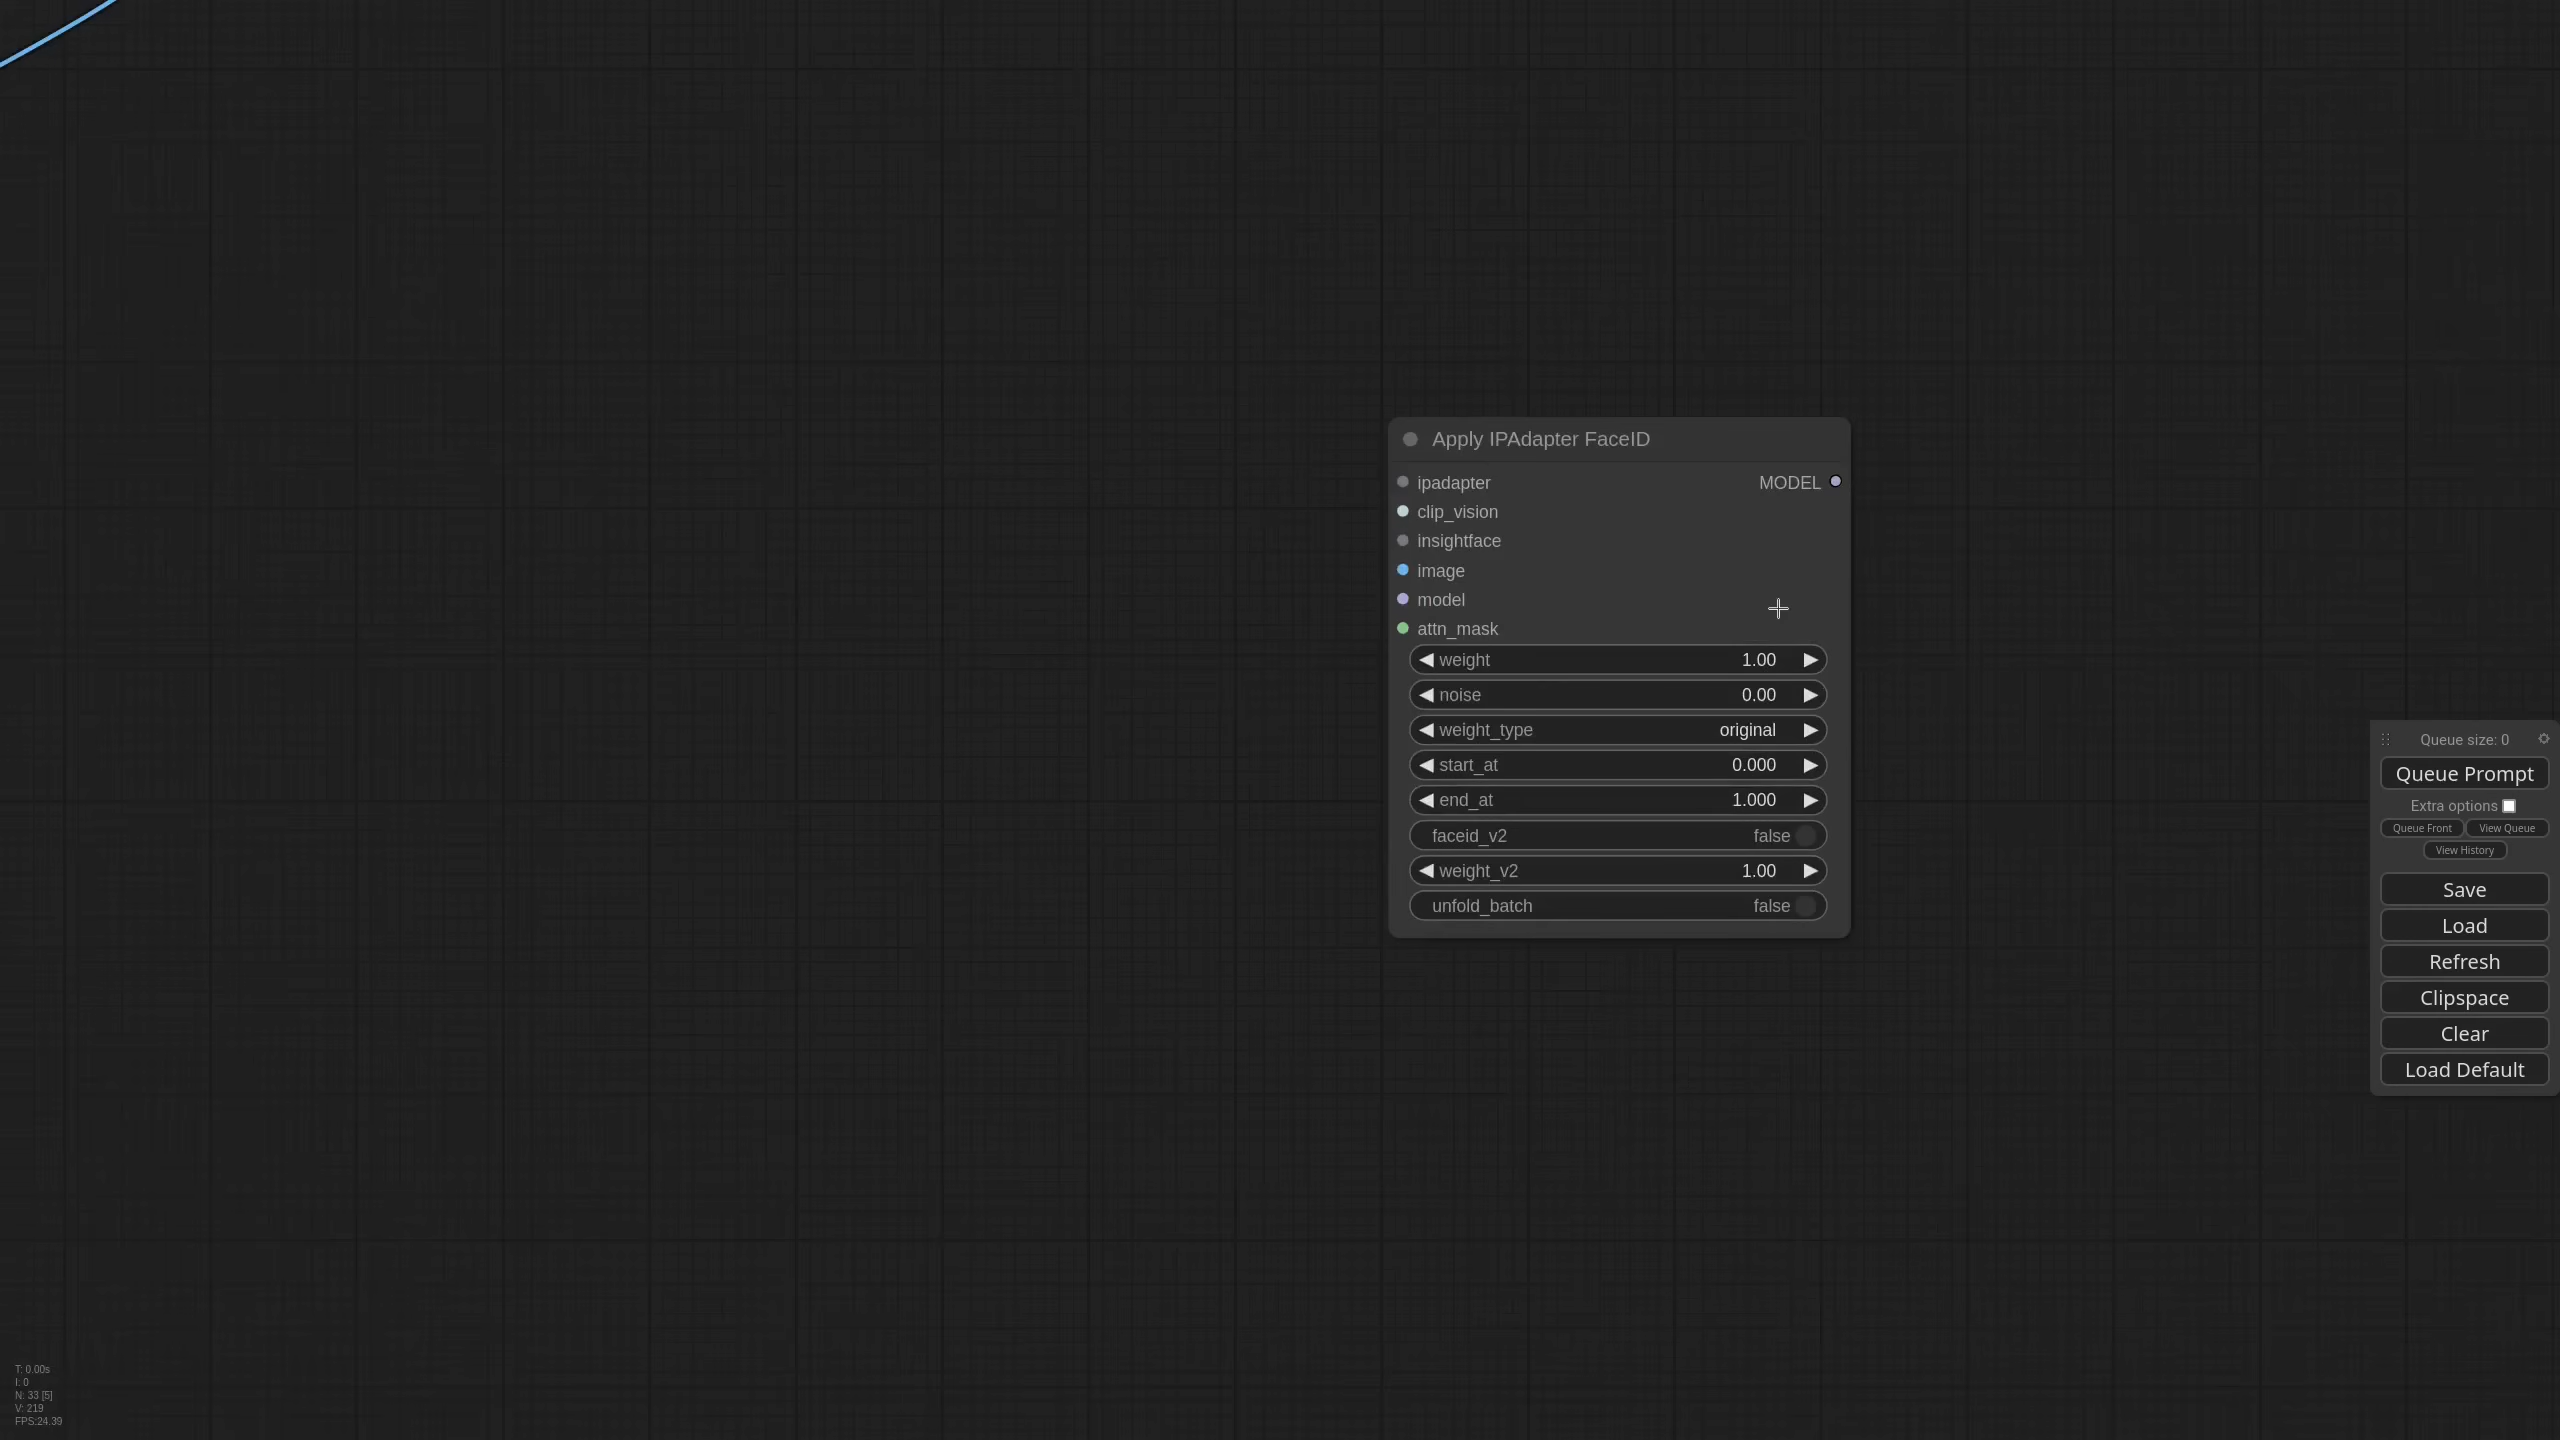 Apply IPAdapter FaceID
ipadapter MODEL
clip_vision
insightface
image
model
attn_mask
weight 1.00
noise 0.00
weight_type original
start_at 0.000
end_at 1.000
faceid_v2 false
weight_v2 1.00
unfold_batch false
Queue size: 0
Queue Prompt
Extra options
Queue Front View Queue
View History
Save
Load
Refresh
Clipspace
Clear
Load Default
T: 0.00s
I: 0
N: 33 [5]
V: 219
FPS:24.39